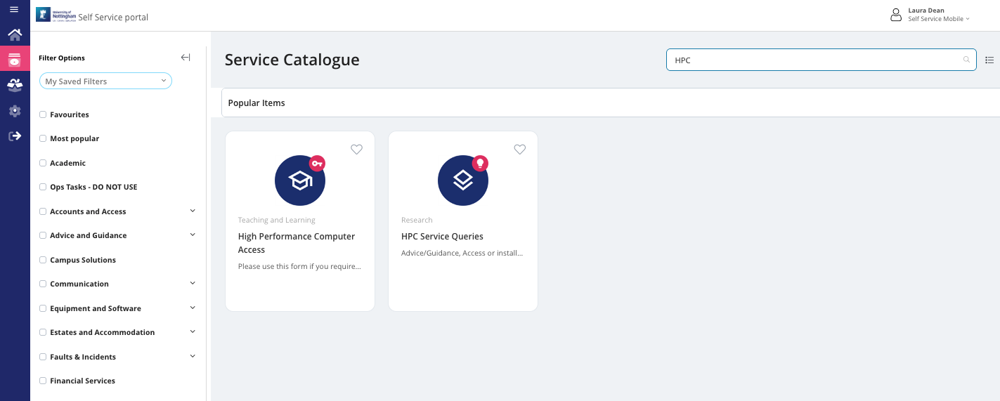 University of
Nottingham
Self Service portal
Laura Dean
Self Service Mobile
Filter Options
My Saved Filters
Favourites
Most popular
Academic
Ops Tasks - DO NOT USE
Accounts and Access
Advice and Guidance
Campus Solutions
Communication
Equipment and Software
Estates and Accommodation
Faults & Incidents
Financial Services
Service Catalogue
HPC
Popular Items
Teaching and Learning
High Performance Computer
Access
Please use this form if you require...
Research
HPC Service Queries
Advice/Guidance, Access or install...